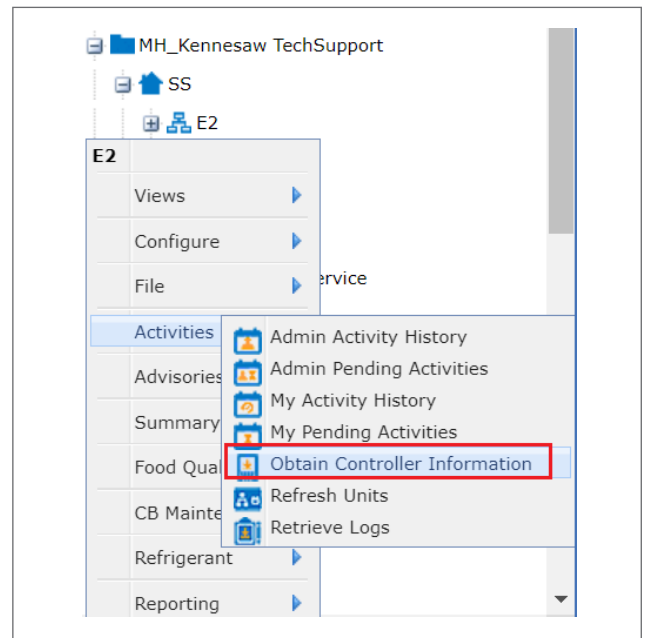 MH_Kennesaw TechSupport
SS
E2
E2
Views
Configure
File
ervice
Activities
Admin Activity History
Admin Pending Activities
My Activity History
My Pending Activities
Obtain Controller Information
Refresh Units
Retrieve Logs
Advisories
Summary
Food Qual
CB Mainte
Refrigerant
Reporting